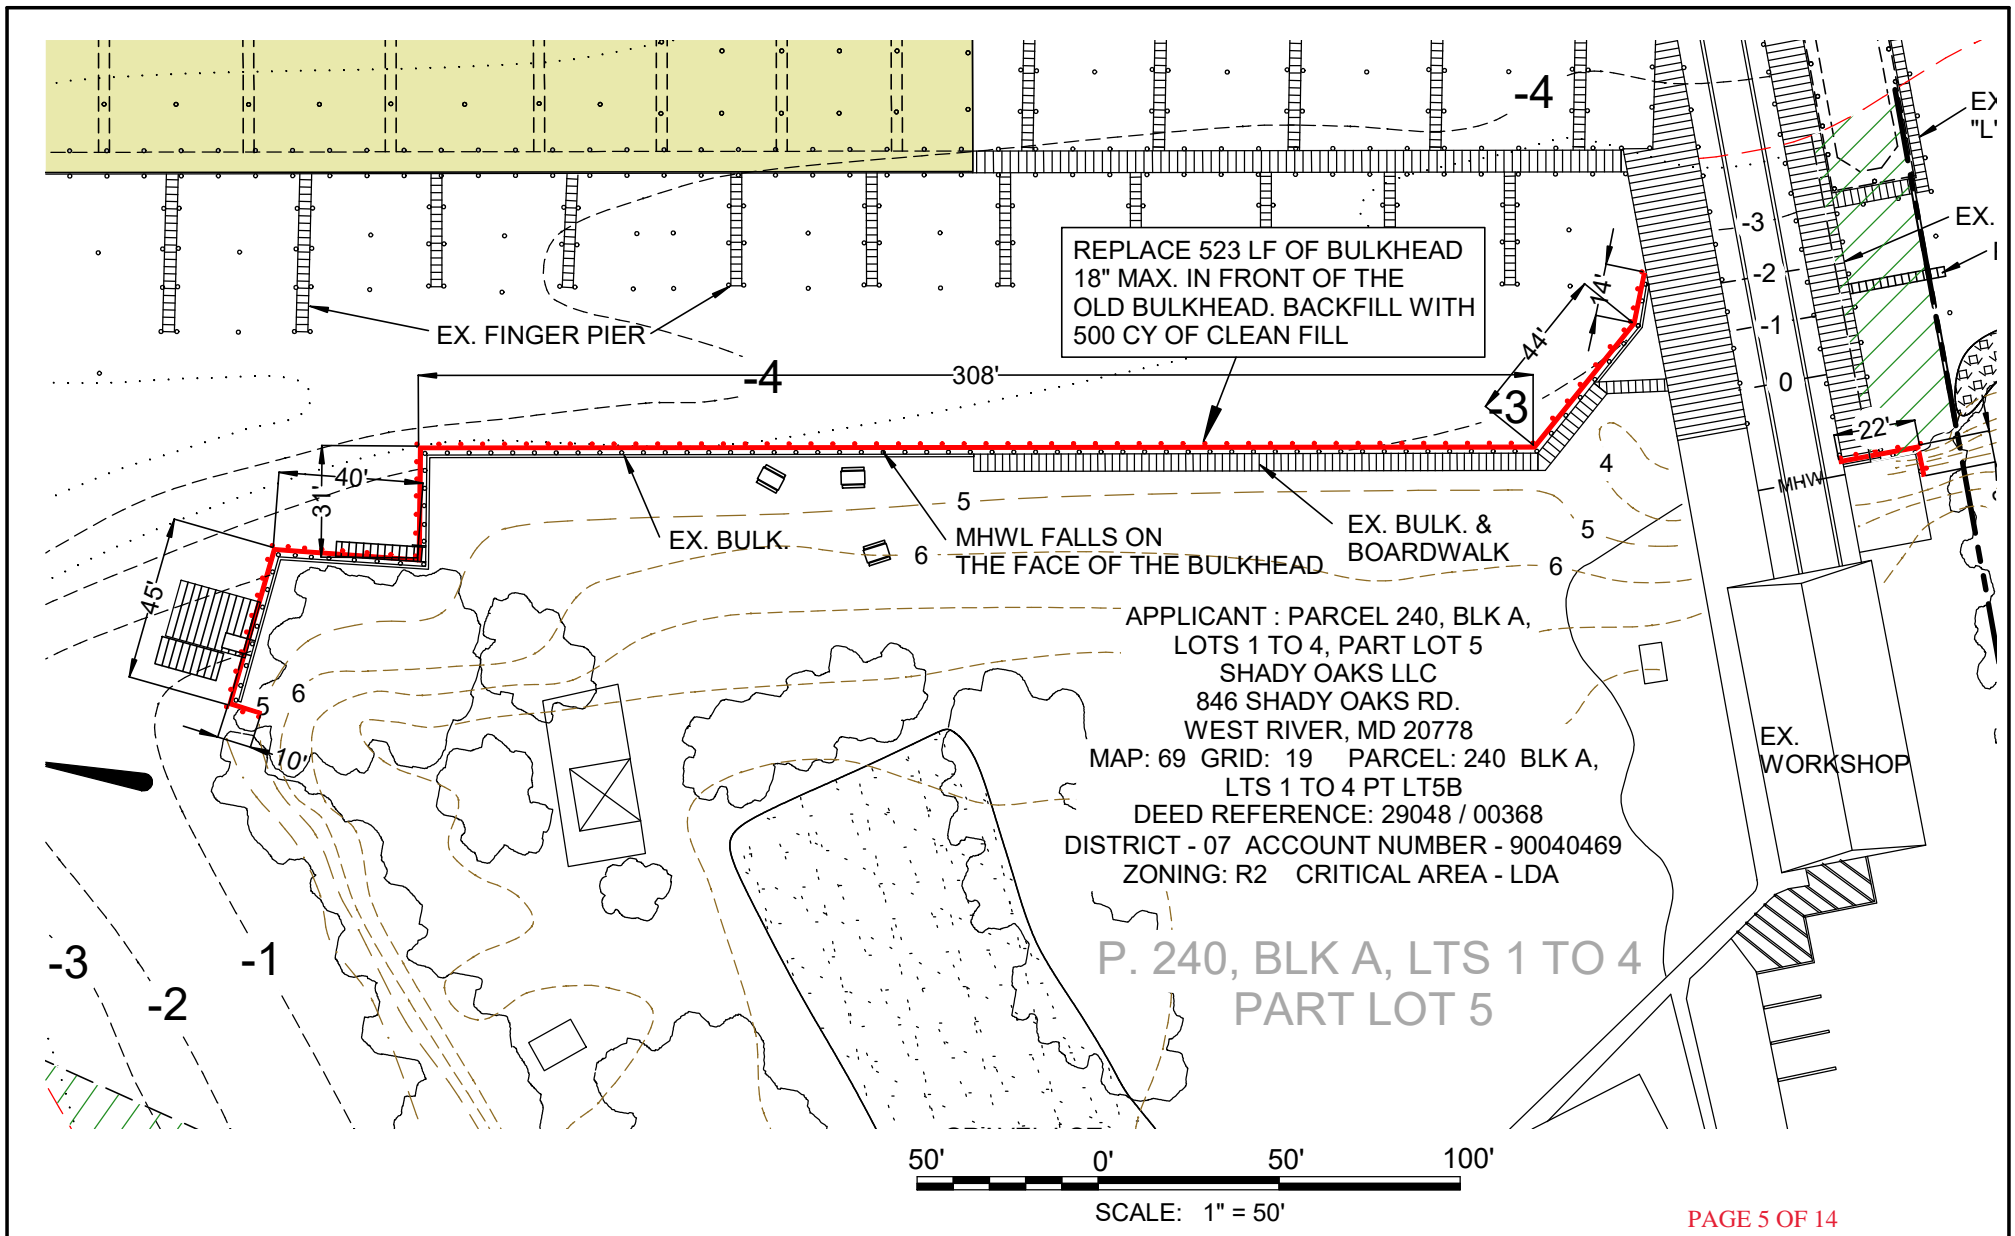 -4
EX
"L"
-3
EX.
REPLACE 523 LF OF BULKHEAD
18" MAX. IN FRONT OF THE
OLD BULKHEAD. BACKFILL WITH
500 CY OF CLEAN FILL
-2
14'
-1
EX. FINGER PIER
44'
308'
-4
0
-3
22'
4
40'
31'
MHW
5
EX. BULK.
MHWL FALLS ON
THE FACE OF THE BULKHEAD
EX. BULK. &
BOARDWALK
5
6
6
45'
APPLICANT : PARCEL 240, BLK A,
LOTS 1 TO 4, PART LOT 5
SHADY OAKS LLC
846 SHADY OAKS RD.
WEST RIVER, MD 20778
MAP: 69 GRID: 19 PARCEL: 240 BLK A,
LTS 1 TO 4 PT LT5B
DEED REFERENCE: 29048 / 00368
DISTRICT - 07 ACCOUNT NUMBER - 90040469
ZONING: R2 CRITICAL AREA - LDA
6
5
10'
EX.
WORKSHOP
-3
-2
-1
P. 240, BLK A, LTS 1 TO 4
PART LOT 5
50' 0' 50' 100'
SCALE: 1" = 50'
PAGE 5 OF 14